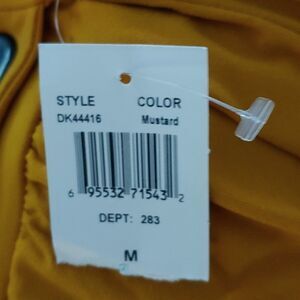 STYLE COLOR
DK44416 Mustard
6 95532 71543 2
DEPT: 283
M